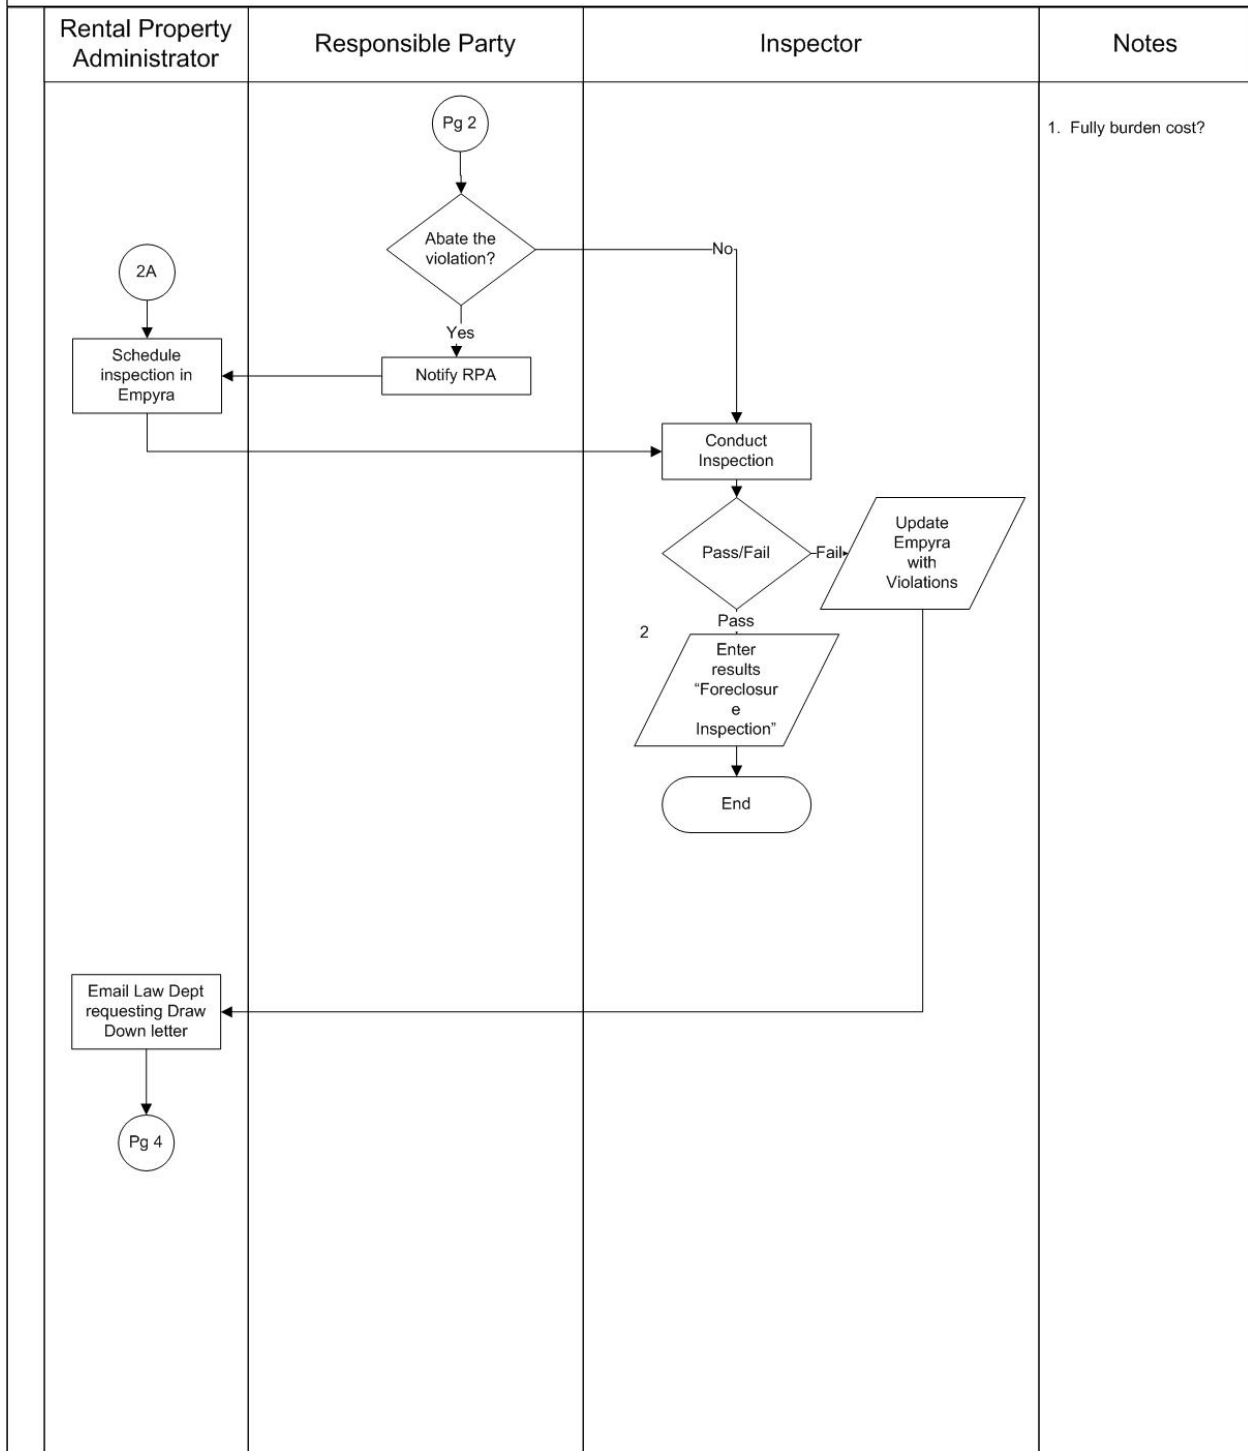 Rental Property
Administrator
Responsible Party
Inspector
Notes
Pg 2
1. Fully burden cost?
Abate the
violation?
No
2A
Yes
Schedule
inspection in
Empyra
Notify RPA
Conduct
Inspection
Pass/Fail
Fail
Update
Empyra
with
Violations
Pass
2
Enter
results
“Foreclosur
e
Inspection”
End
Email Law Dept
requesting Draw
Down letter
Pg 4